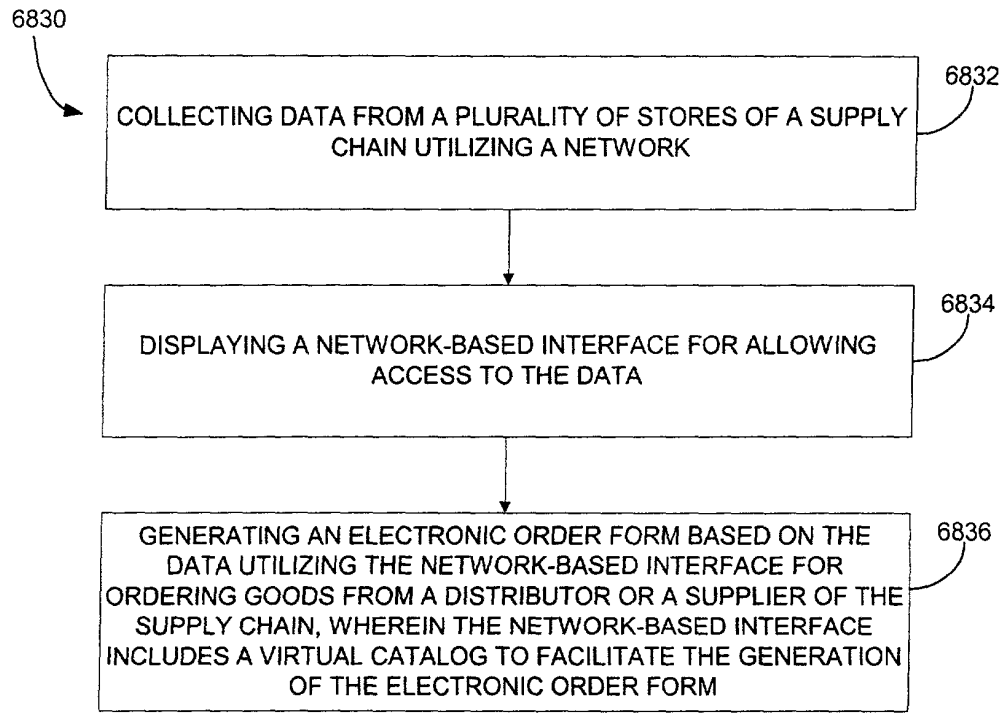 6830
6832
COLLECTING DATA FROM A PLURALITY OF STORES OF A SUPPLY
CHAIN UTILIZING A NETWORK
6834
DISPLAYING A NETWORK-BASED INTERFACE FOR ALLOWING
ACCESS TO THE DATA
6836
GENERATING AN ELECTRONIC ORDER FORM BASED ON THE
DATA UTILIZING THE NETWORK-BASED INTERFACE FOR
ORDERING GOODS FROM A DISTRIBUTOR OR A SUPPLIER OF THE
SUPPLY CHAIN, WHEREIN THE NETWORK-BASED INTERFACE
INCLUDES A VIRTUAL CATALOG TO FACILITATE THE GENERATION
OF THE ELECTRONIC ORDER FORM